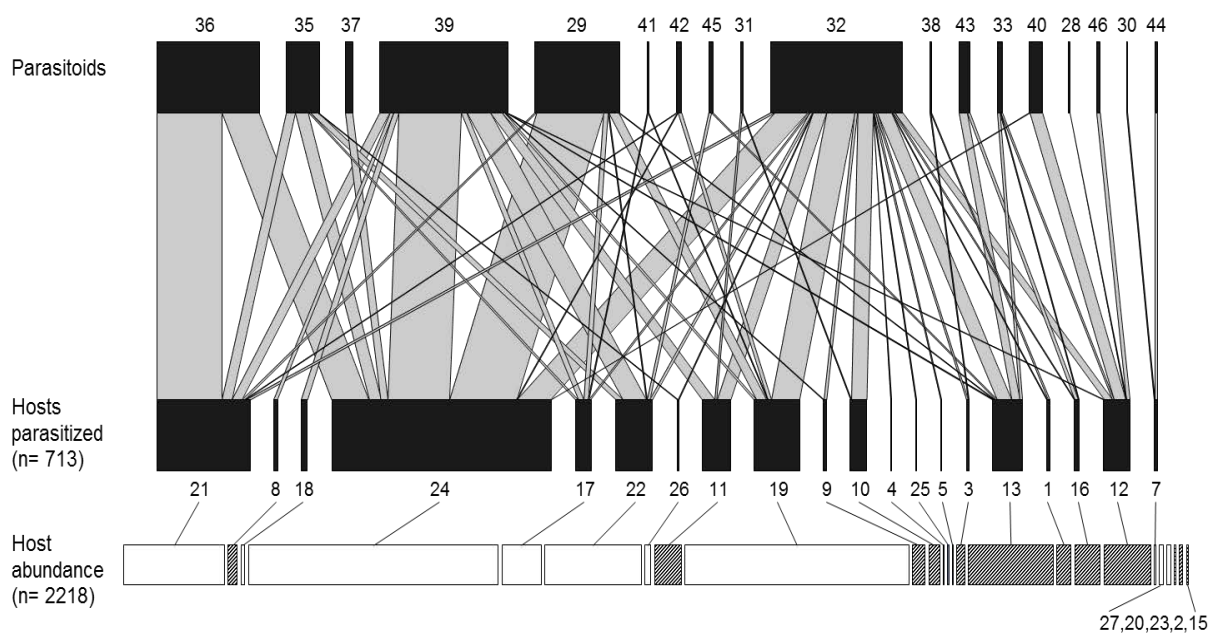 36 35 37 39 29 41 42 45 31 32 38 43 33 40 28 46 30 44
Parasitoids
Hosts
parasitized
(n= 713)
21 8 18 24 17 22 26 11 19 9 10 4 25 5 3 13 1 16 12 7
Host
abundance
(n= 2218)
27,20,23,2,15